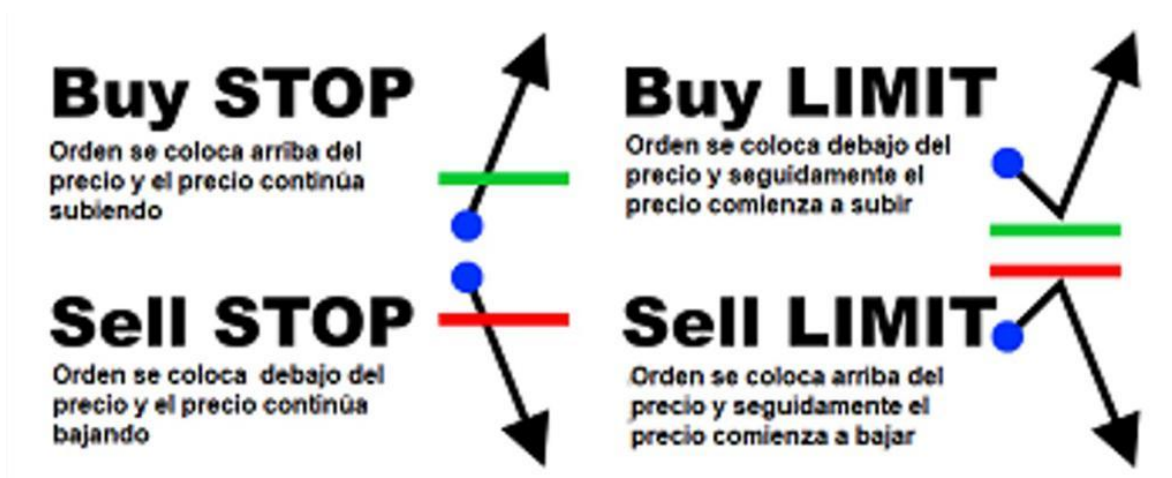 Buy STOP
Orden se coloca arriba del
precio y el precio continúa
subiendo
Buy LIMIT
Orden se coloca debajo del
precio y seguidamente el
precio comienza a subir
Sell STOP
Orden se coloca debajo del
precio y el precio continúa
bajando
Sell LIMIT
Orden se coloca arriba del
precio y seguidamente el
precio comienza a bajar